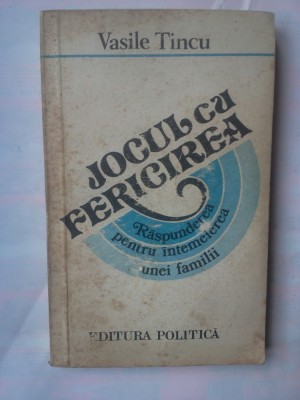 Vasile Tincu
JOCUL CU
FERICIREA
Răspunderea
pentru întemeierea
unei familii
EDITURA POLITICĂ